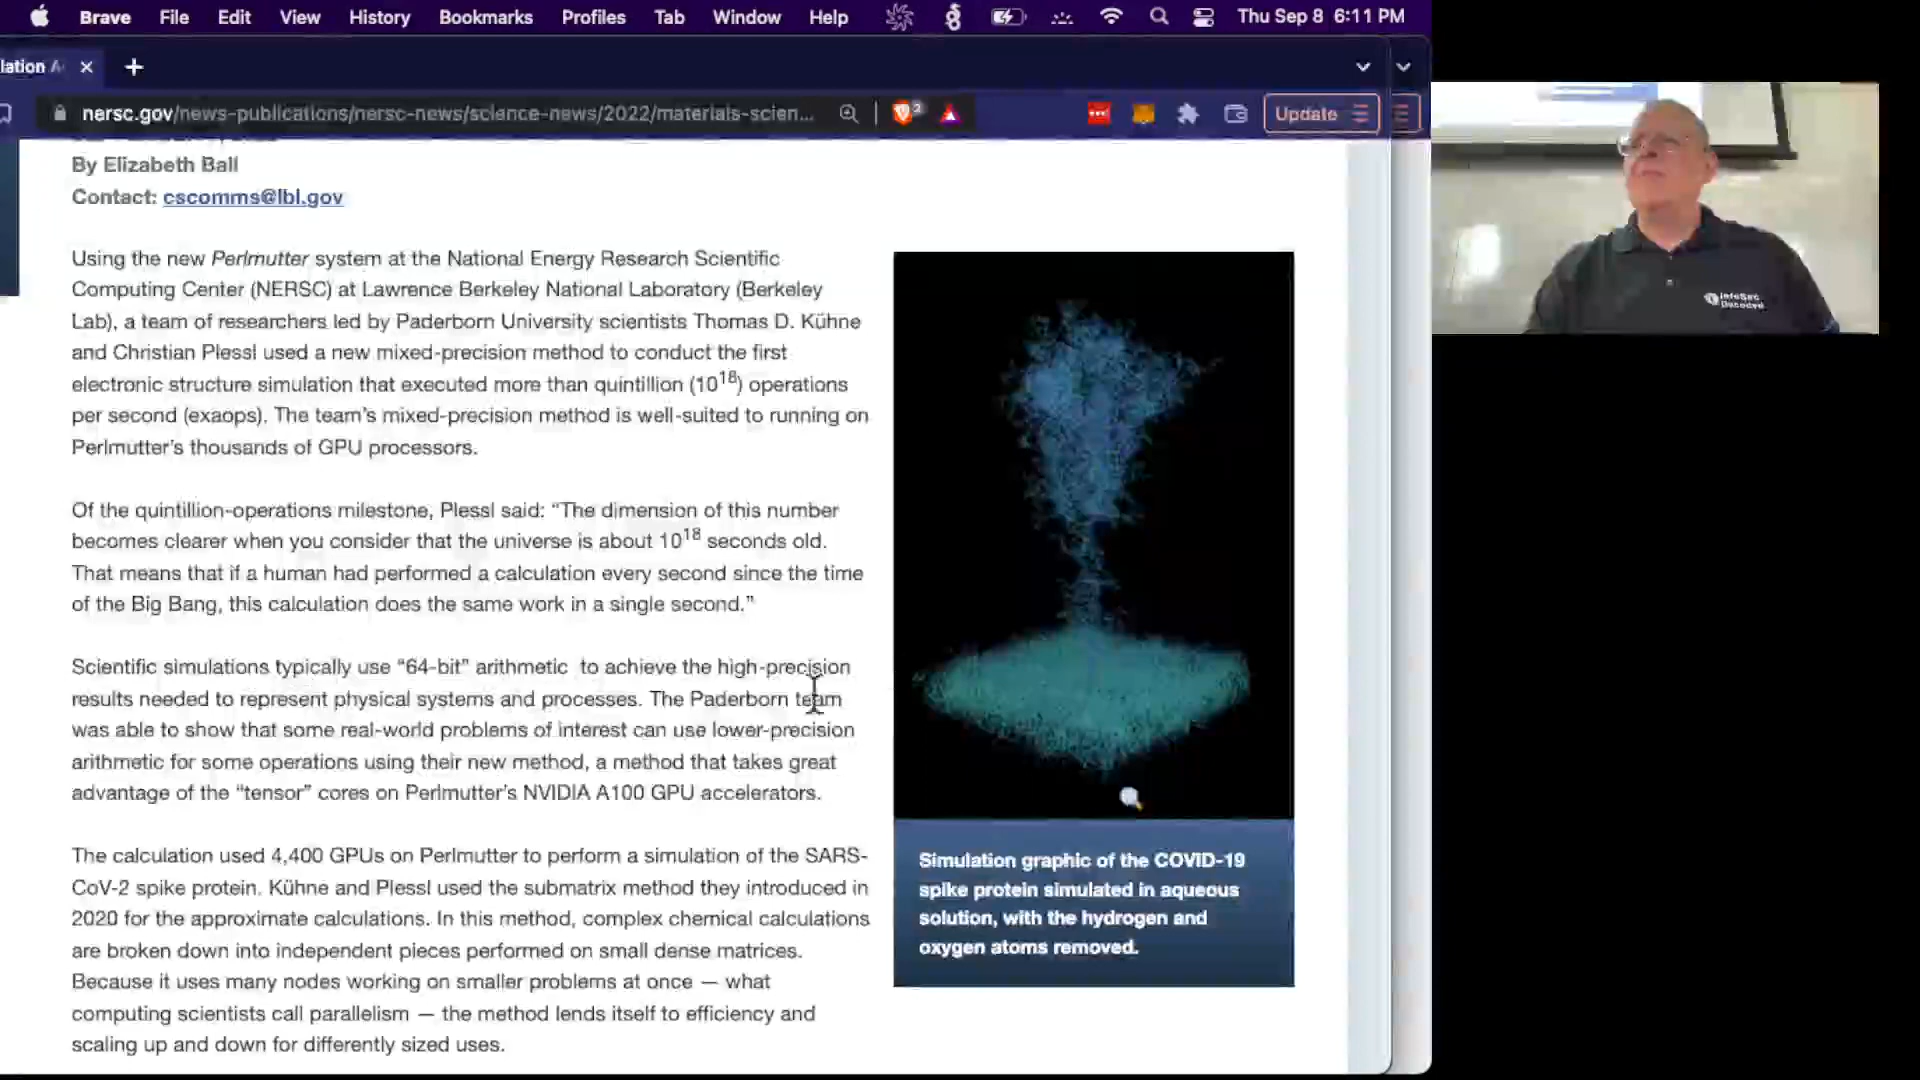 Brave File Edit View History Bookmarks Profiles Tab Window Help Thu Sep 8 6:11 PM
lation A
nersc.gov/news-publications/nersc-news/science-news/2022/materials-scien... 2 Update
By Elizabeth Ball
Contact: cscomms@lbl.gov
Using the new Perlmutter system at the National Energy Research Scientific
Computing Center (NERSC) at Lawrence Berkeley National Laboratory (Berkeley
Lab), a team of researchers led by Paderborn University scientists Thomas D. Kühne
and Christian Plessl used a new mixed-precision method to conduct the first
electronic structure simulation that executed more than quintillion (10¹⁸) operations
per second (exaops). The team's mixed-precision method is well-suited to running on
Perlmutter's thousands of GPU processors.
Of the quintillion-operations milestone, Plessl said: “The dimension of this number
becomes clearer when you consider that the universe is about 10¹⁸ seconds old.
That means that if a human had performed a calculation every second since the time
of the Big Bang, this calculation does the same work in a single second.”
Scientific simulations typically use “64-bit” arithmetic to achieve the high-precision
results needed to represent physical systems and processes. The Paderborn team
was able to show that some real-world problems of interest can use lower-precision
arithmetic for some operations using their new method, a method that takes great
advantage of the “tensor” cores on Perlmutter's NVIDIA A100 GPU accelerators.
The calculation used 4,400 GPUs on Perlmutter to perform a simulation of the SARS-
CoV-2 spike protein. Kühne and Plessl used the submatrix method they introduced in
2020 for the approximate calculations. In this method, complex chemical calculations
are broken down into independent pieces performed on small dense matrices.
Because it uses many nodes working on smaller problems at once — what
computing scientists call parallelism — the method lends itself to efficiency and
scaling up and down for differently sized uses.
Simulation graphic of the COVID-19
spike protein simulated in aqueous
solution, with the hydrogen and
oxygen atoms removed.
InfoSec
Decoded